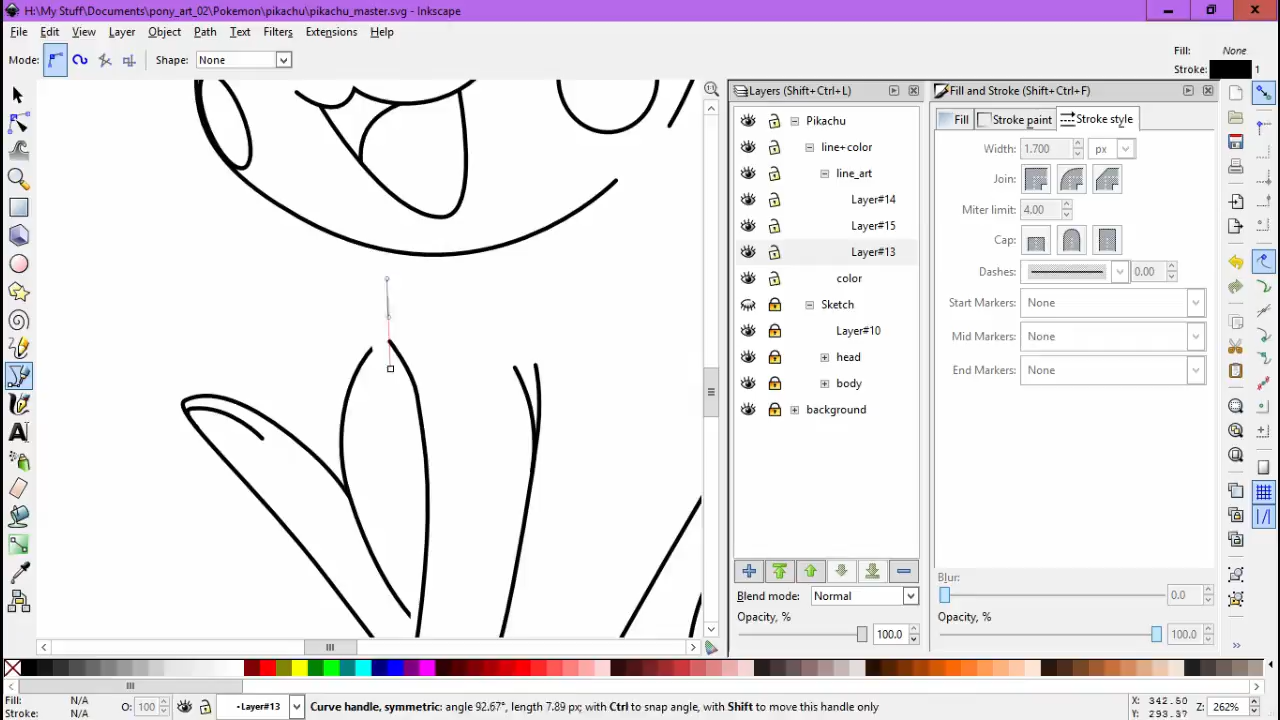 H:\My Stuff\Documents\pony_art_02\Pokemon\pikachu\pikachu_master.svg - Inkscape
File Edit View Layer Object Path Text Filters Extensions Help
Mode: Shape: None
Fill: None
Stroke: 1
Layers (Shift+Ctrl+L)
Pikachu
line+color
line_art
Layer#14
Layer#15
Layer#13
color
Sketch
Layer#10
head
body
background
Blend mode: Normal
Opacity, % 100.0
Fill and Stroke (Shift+Ctrl+F)
Fill Stroke paint Stroke style
Width: 1.700 px
Join:
Miter limit: 4.00
Cap:
Dashes: 0.00
Start Markers: None
Mid Markers: None
End Markers: None
Blur: 0.0
Opacity, % 100.0
Fill: N/A
Stroke: N/A
O: 100
Layer#13
Curve handle, symmetric: angle 92.67°, length 7.89 px; with Ctrl to snap angle, with Shift to move this handle only
X: 342.50
Y: 293.37
Z: 262%